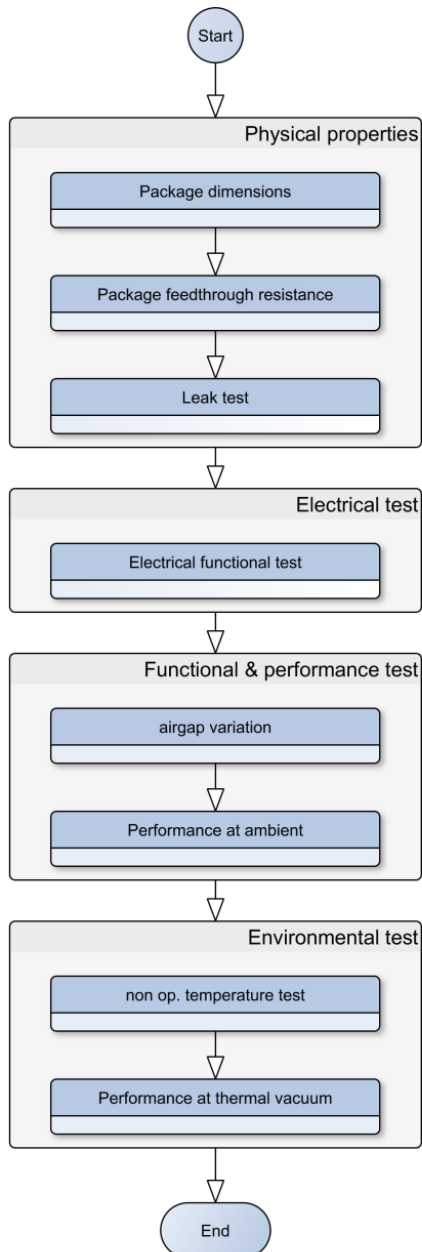 Start
Physical properties
Package dimensions
Package feedthrough resistance
Leak test
Electrical test
Electrical functional test
Functional & performance test
airgap variation
Performance at ambient
Environmental test
non op. temperature test
Performance at thermal vacuum
End